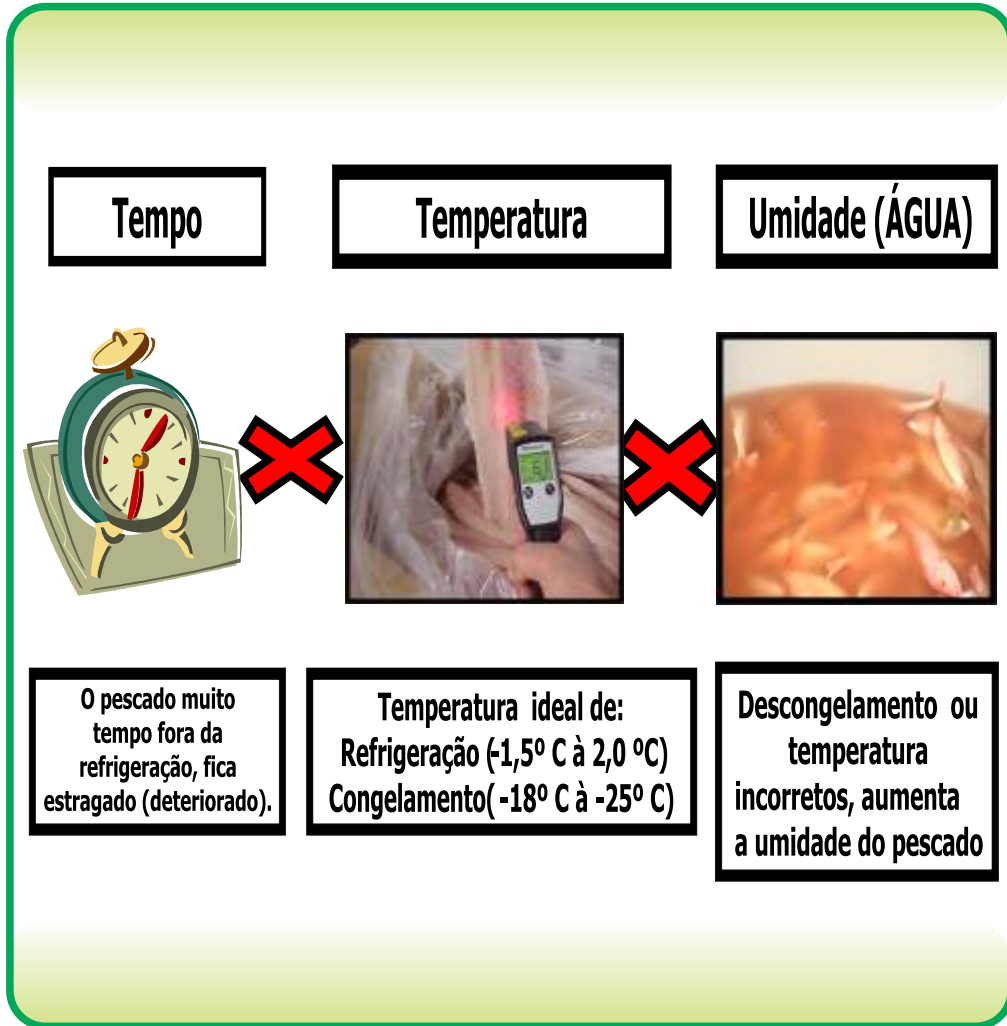 Tempo
Temperatura
Umidade (ÁGUA)
O pescado muito
tempo fora da
refrigeração, fica
estragado (deteriorado).
Temperatura ideal de:
Refrigeração (-1,5º C à 2,0 ºC)
Congelamento( -18º C à -25º C)
Descongelamento ou
temperatura
incorretos, aumenta
a umidade do pescado